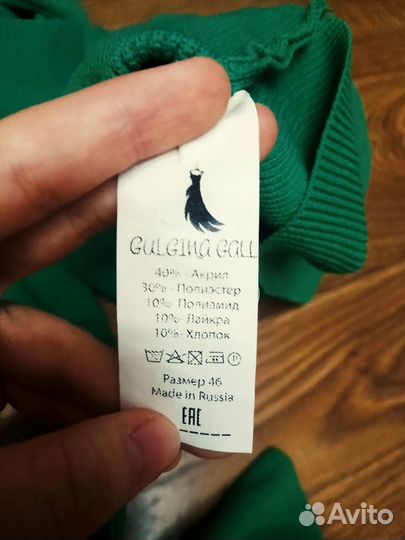 GULGINA GALL
40%- Акрил
30%- Полиэстер
10%- Полиамид
10%- Лайкра
10%- Хлопок
Размер 46
Made in Russia
EAC
Avito